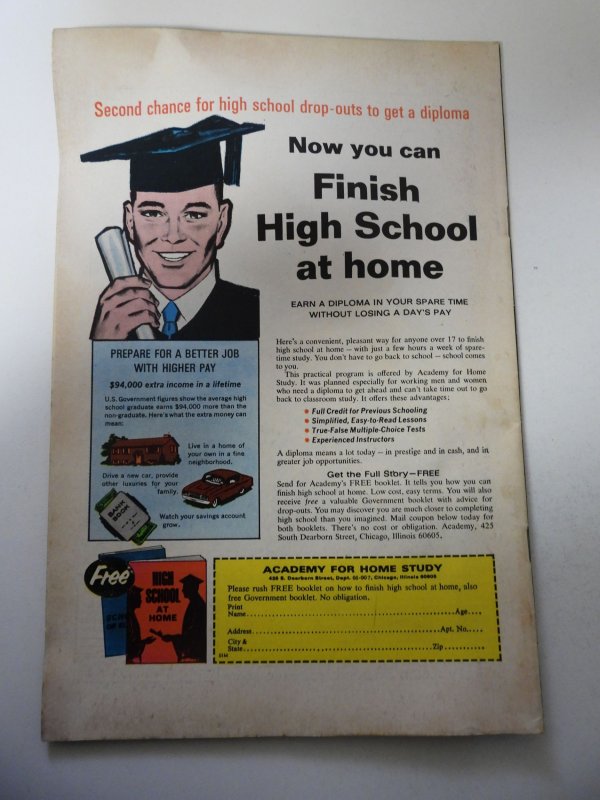 Second chance for high school drop-outs to get a diploma
Now you can
Finish
High School
at home
EARN A DIPLOMA IN YOUR SPARE TIME
WITHOUT LOSING A DAY'S PAY
PREPARE FOR A BETTER JOB
WITH HIGHER PAY
$94,000 extra income in a lifetime
U.S. Government figures show the average high
school graduate earns $94,000 more than the
non-graduate. Here's what the extra money can
mean:
Live in a home of
your own in a fine
neighborhood.
Drive a new car, provide
other luxuries for your
family.
BANK
BOOK
Watch your savings account
grow.
Here's a convenient, pleasant way for anyone over 17 to finish
high school at home – with just a few hours a week of spare-
time study. You don't have to go back to school – school comes
to you.
This practical program is offered by Academy for Home
Study. It was planned especially for working men and women
who need a diploma to get ahead and can't take time out to go
back to classroom study. It offers these advantages:
• Full Credit for Previous Schooling
• Simplified, Easy-to-Read Lessons
• True-False Multiple-Choice Tests
• Experienced Instructors
A diploma means a lot today – in prestige and in cash, and in
greater job opportunities.
Get the Full Story–FREE
Send for Academy's FREE booklet. It tells you how you can
finish high school at home. Low cost, easy terms. You will also
receive free a valuable Government booklet with advice for
drop-outs. You may discover you are much closer to completing
high school than you imagined. Mail coupon below today for
both booklets. There's no cost or obligation. Academy, 425
South Dearborn Street, Chicago, Illinois 60605.
Free
HIGH
SCHOOL
AT
HOME
ACADEMY FOR HOME STUDY
425 S. Dearborn Street, Dept. Chicago, Illinois 60605
Please rush FREE booklet on how to finish high school at home, also
free Government booklet. No obligation.
Print
Name Age
Address Apt. No.
City &
State Zip